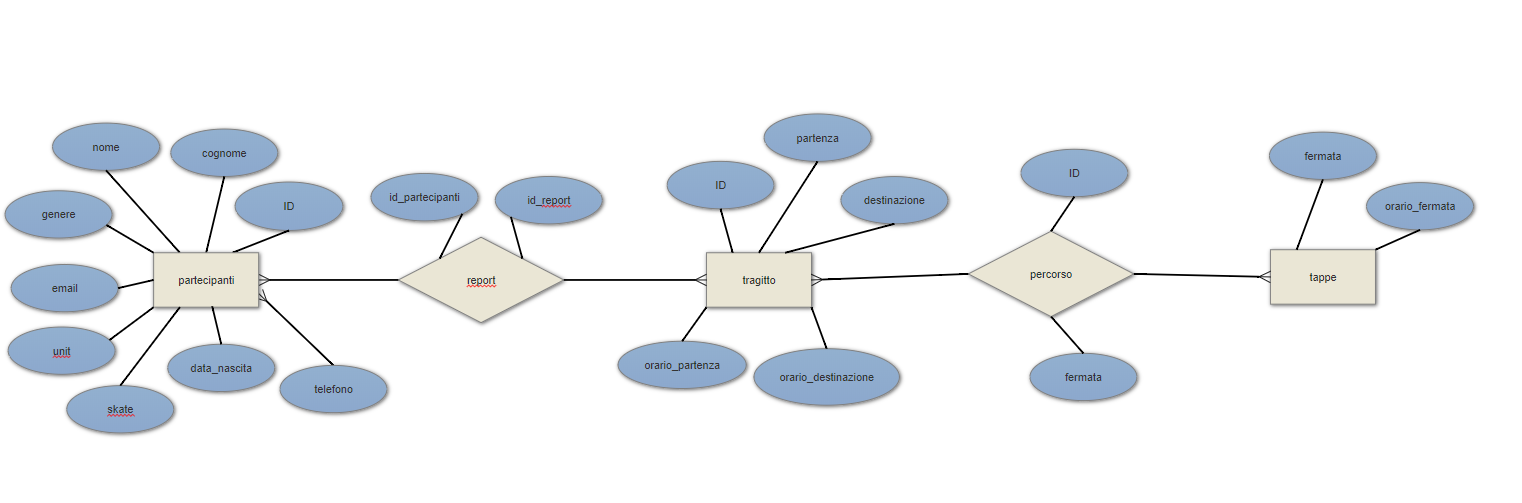 nome
cognome
ID
genere
email
partecipanti
unit
skate
data_nascita
telefono
id_partecipanti
id_report
report
partenza
ID
destinazione
tragitto
orario_partenza
orario_destinazione
ID
percorso
fermata
fermata
orario_fermata
tappe